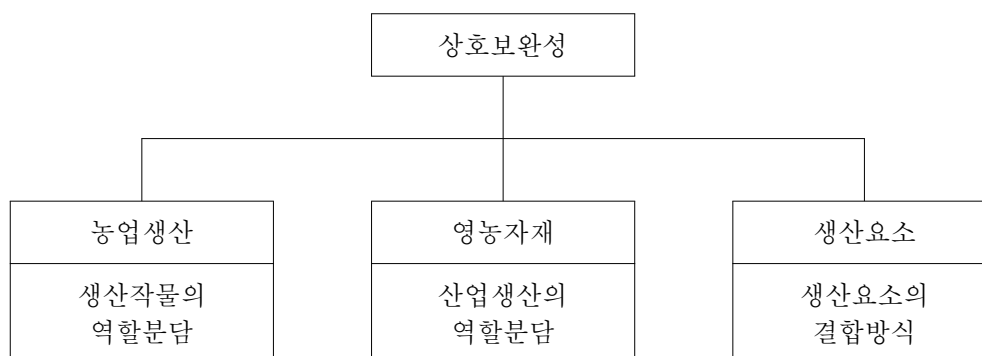 상호보완성
농업생산
영농자재
생산요소
생산작물의
역할분담
산업생산의
역할분담
생산요소의
결합방식